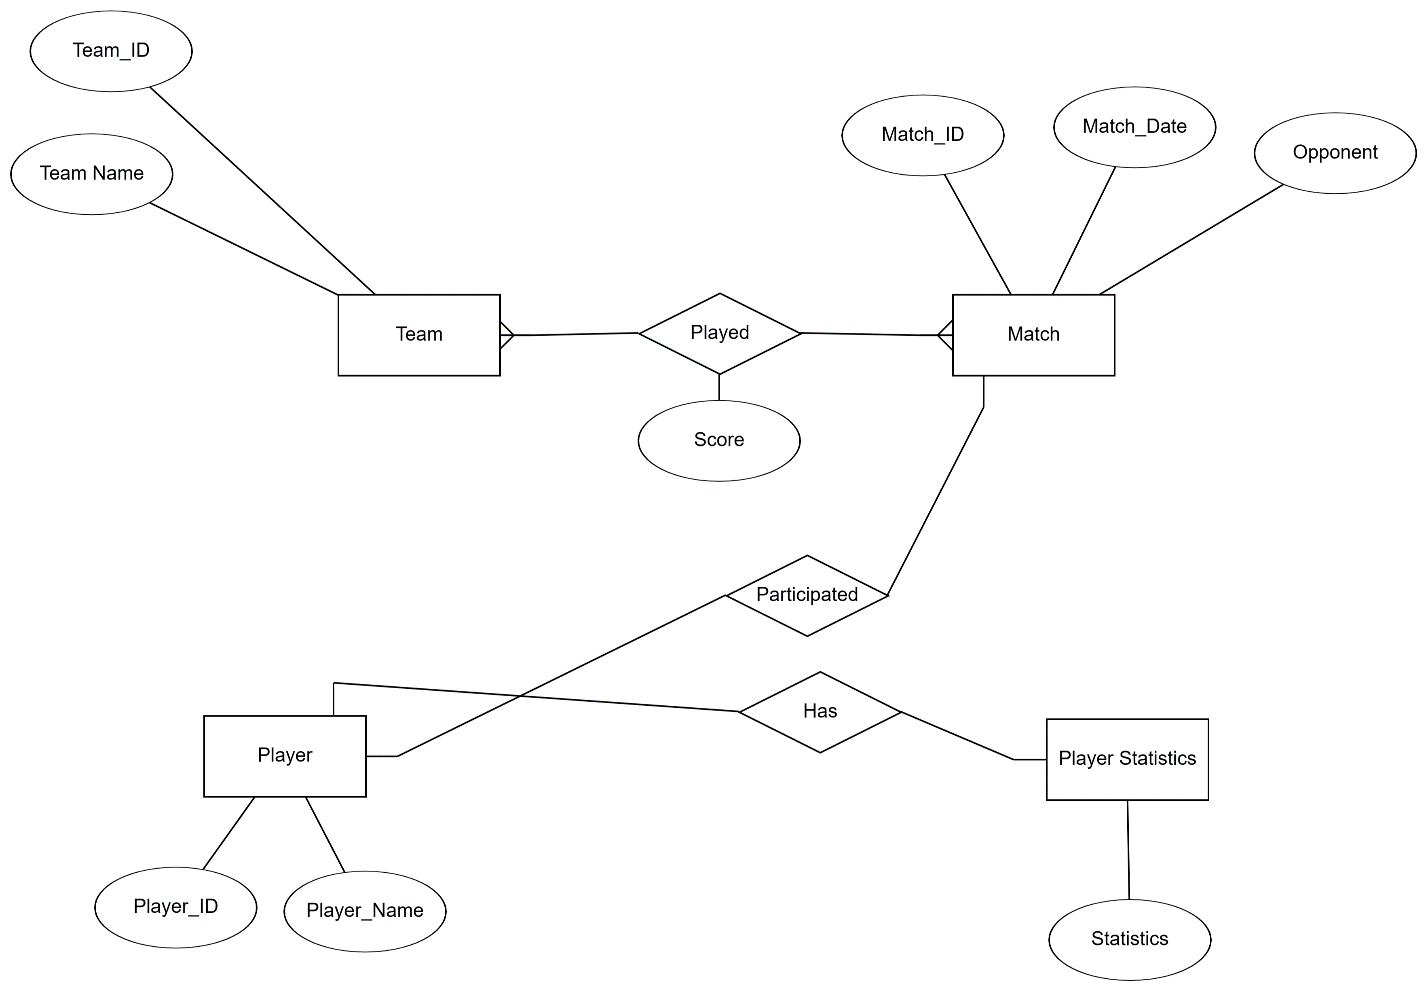 Team_ID
Match_Date
Match_ID
Opponent
Team Name
Team
Played
Match
Score
Participated
Has
Player
Player Statistics
Player_ID
Player_Name
Statistics